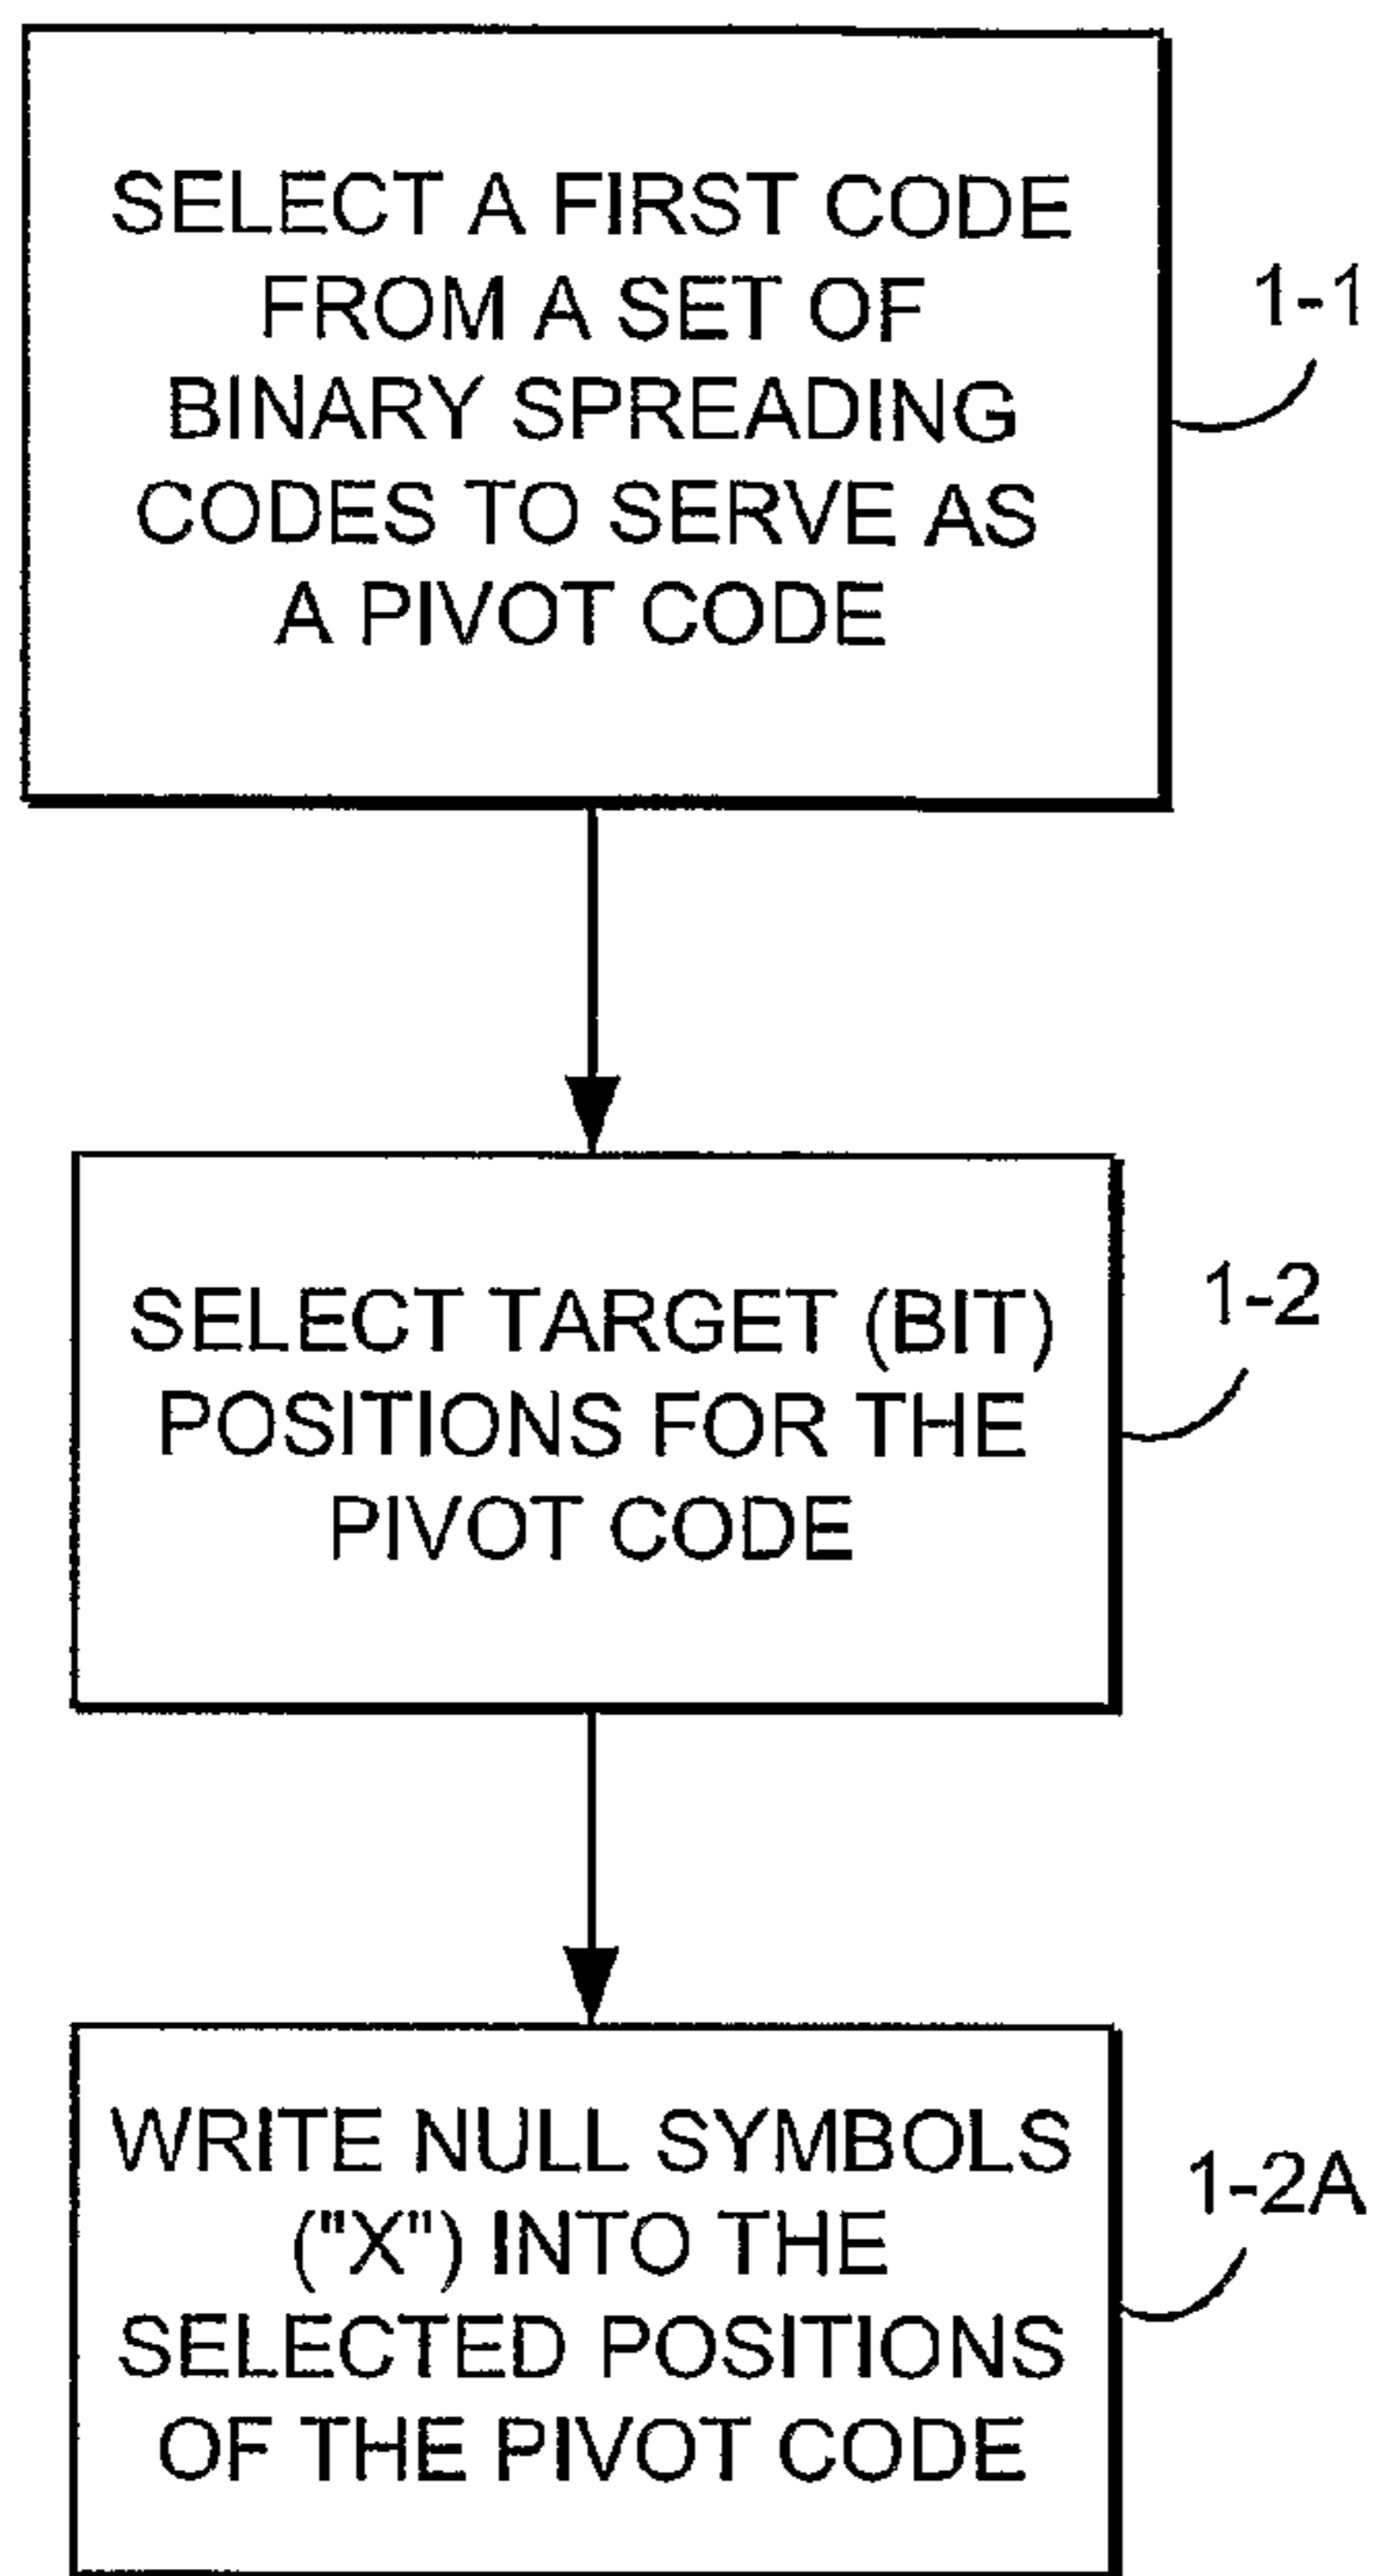 SELECT A FIRST CODE
FROM A SET OF
BINARY SPREADING
CODES TO SERVE AS
A PIVOT CODE
1-1
SELECT TARGET (BIT)
POSITIONS FOR THE
PIVOT CODE
1-2
WRITE NULL SYMBOLS
("X") INTO THE
SELECTED POSITIONS
OF THE PIVOT CODE
1-2A